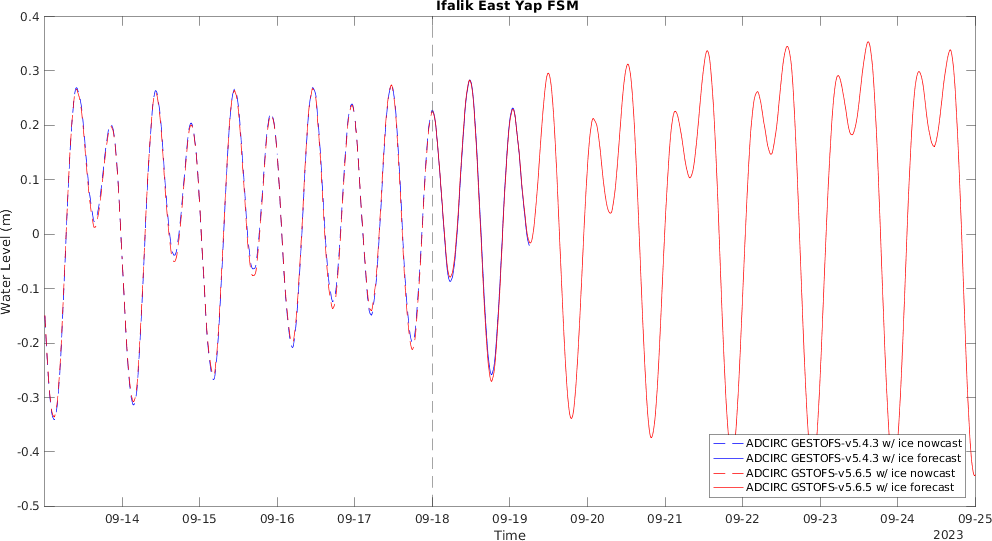 Ifalik East Yap FSM
0.4
0.3
0.2
0.1
0
-0.1
-0.2
-0.3
-0.4
-0.5
Water Level (m)
ADCIRC GESTOFS-v5.4.3 w/ ice nowcast
ADCIRC GESTOFS-v5.4.3 w/ ice forecast
ADCIRC GSTOFS-v5.6.5 w/ ice nowcast
ADCIRC GSTOFS-v5.6.5 w/ ice forecast
09-14 09-15 09-16 09-17 09-18 09-19 09-20 09-21 09-22 09-23 09-24 09-25
Time
2023